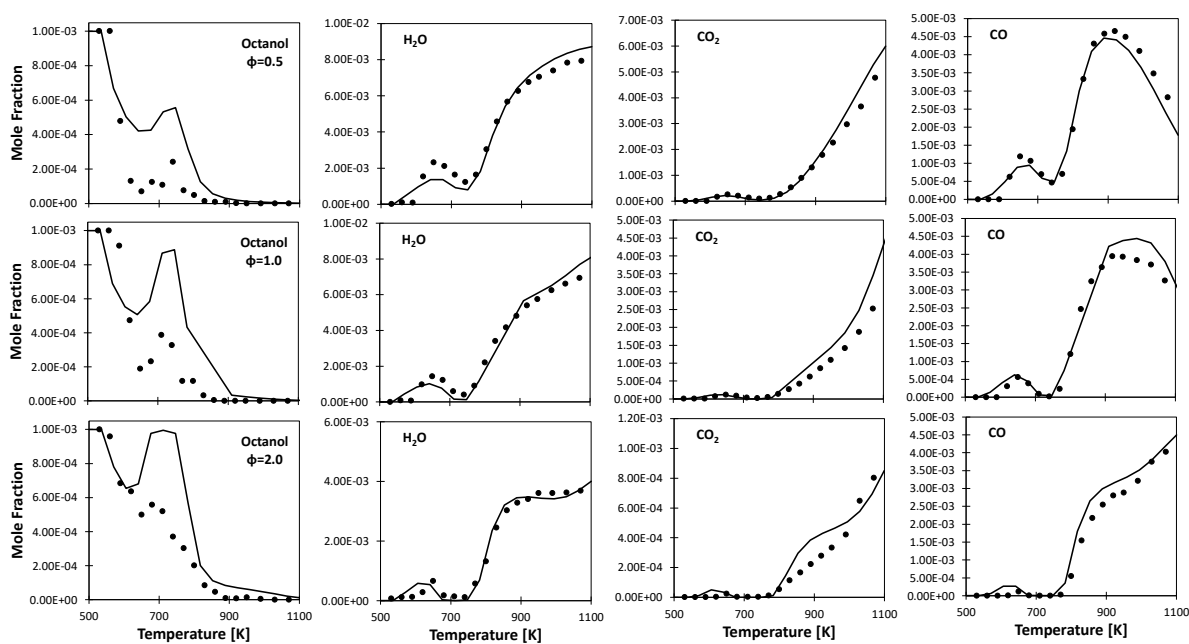 Mole Fraction
1.00E-03
8.00E-04
6.00E-04
4.00E-04
2.00E-04
0.00E+00
Octanol
ϕ=0.5
1.00E-02
8.00E-03
6.00E-03
4.00E-03
2.00E-03
0.00E+00
H₂O
7.00E-03
6.00E-03
5.00E-03
4.00E-03
3.00E-03
2.00E-03
1.00E-03
0.00E+00
CO₂
5.00E-03
4.50E-03
4.00E-03
3.50E-03
3.00E-03
2.50E-03
2.00E-03
1.50E-03
1.00E-03
5.00E-04
0.00E+00
CO
Mole Fraction
1.00E-03
8.00E-04
6.00E-04
4.00E-04
2.00E-04
0.00E+00
Octanol
ϕ=1.0
1.00E-02
8.00E-03
6.00E-03
4.00E-03
2.00E-03
0.00E+00
H₂O
5.00E-03
4.50E-03
4.00E-03
3.50E-03
3.00E-03
2.50E-03
2.00E-03
1.50E-03
1.00E-03
5.00E-04
0.00E+00
CO₂
5.00E-03
4.50E-03
4.00E-03
3.50E-03
3.00E-03
2.50E-03
2.00E-03
1.50E-03
1.00E-03
5.00E-04
0.00E+00
CO
Mole Fraction
1.00E-03
8.00E-04
6.00E-04
4.00E-04
2.00E-04
0.00E+00
Octanol
ϕ=2.0
500 700 900 1100
Temperature [K]
6.00E-03
4.00E-03
2.00E-03
0.00E+00
H₂O
500 700 900 1100
Temperature [K]
1.20E-03
1.00E-03
8.00E-04
6.00E-04
4.00E-04
2.00E-04
0.00E+00
CO₂
500 700 900 1100
Temperature [K]
5.00E-03
4.50E-03
4.00E-03
3.50E-03
3.00E-03
2.50E-03
2.00E-03
1.50E-03
1.00E-03
5.00E-04
0.00E+00
CO
500 700 900 1100
Temperature [K]